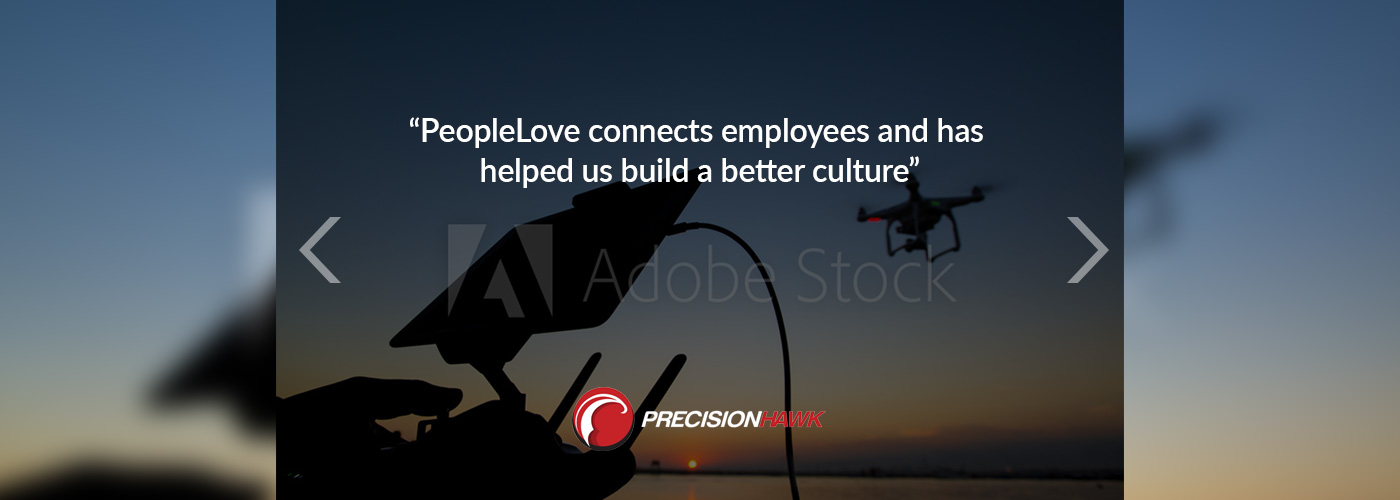 “PeopleLove connects employees and has
helped us build a better culture”
Adobe Stock
PRECISIONHAWK